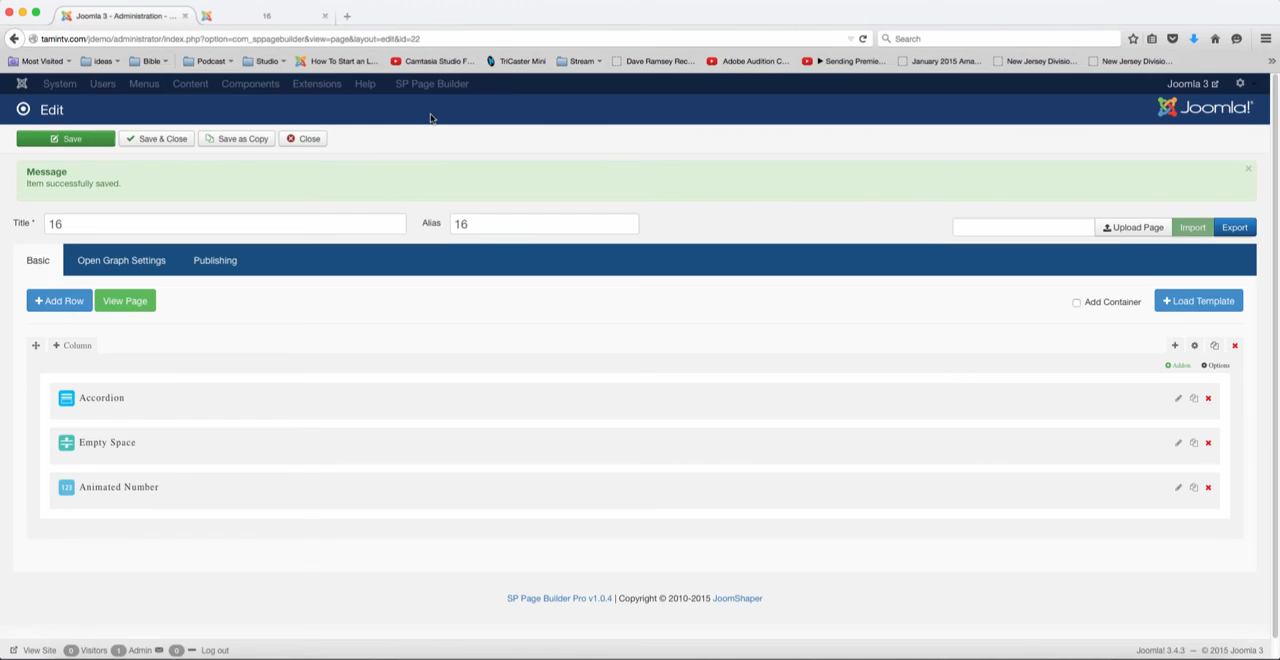 Joomla 3 - Administration - ...
16
tamintv.com/jdemo/administrator/index.php?option=com_sppagebuilder&view=page&layout=edit&id=22
Search
Most Visited
ideas
Bible
Podcast
Studio
How To Start an L...
Camtasia Studio F...
TriCaster Mini
Stream
Dave Ramsey Rec...
Adobe Audition C...
► Sending Premie...
January 2015 Ama...
New Jersey Divisio...
New Jersey Divisio...
System Users Menus Content Components Extensions Help SP Page Builder
Joomla 3
Edit
Joomla!
Save
Save & Close
Save as Copy
Close
Message
Item successfully saved.
Title *
16
Alias
16
Upload Page
Import
Export
Basic
Open Graph Settings
Publishing
+ Add Row
View Page
Add Container
+ Load Template
+ Column
Addon
Options
Accordion
Empty Space
123
Animated Number
SP Page Builder Pro v1.0.4 | Copyright © 2010-2015 JoomShaper
View Site
0 Visitors
1 Admin
0
Log out
Joomla! 3.4.3 — © 2015 Joomla 3